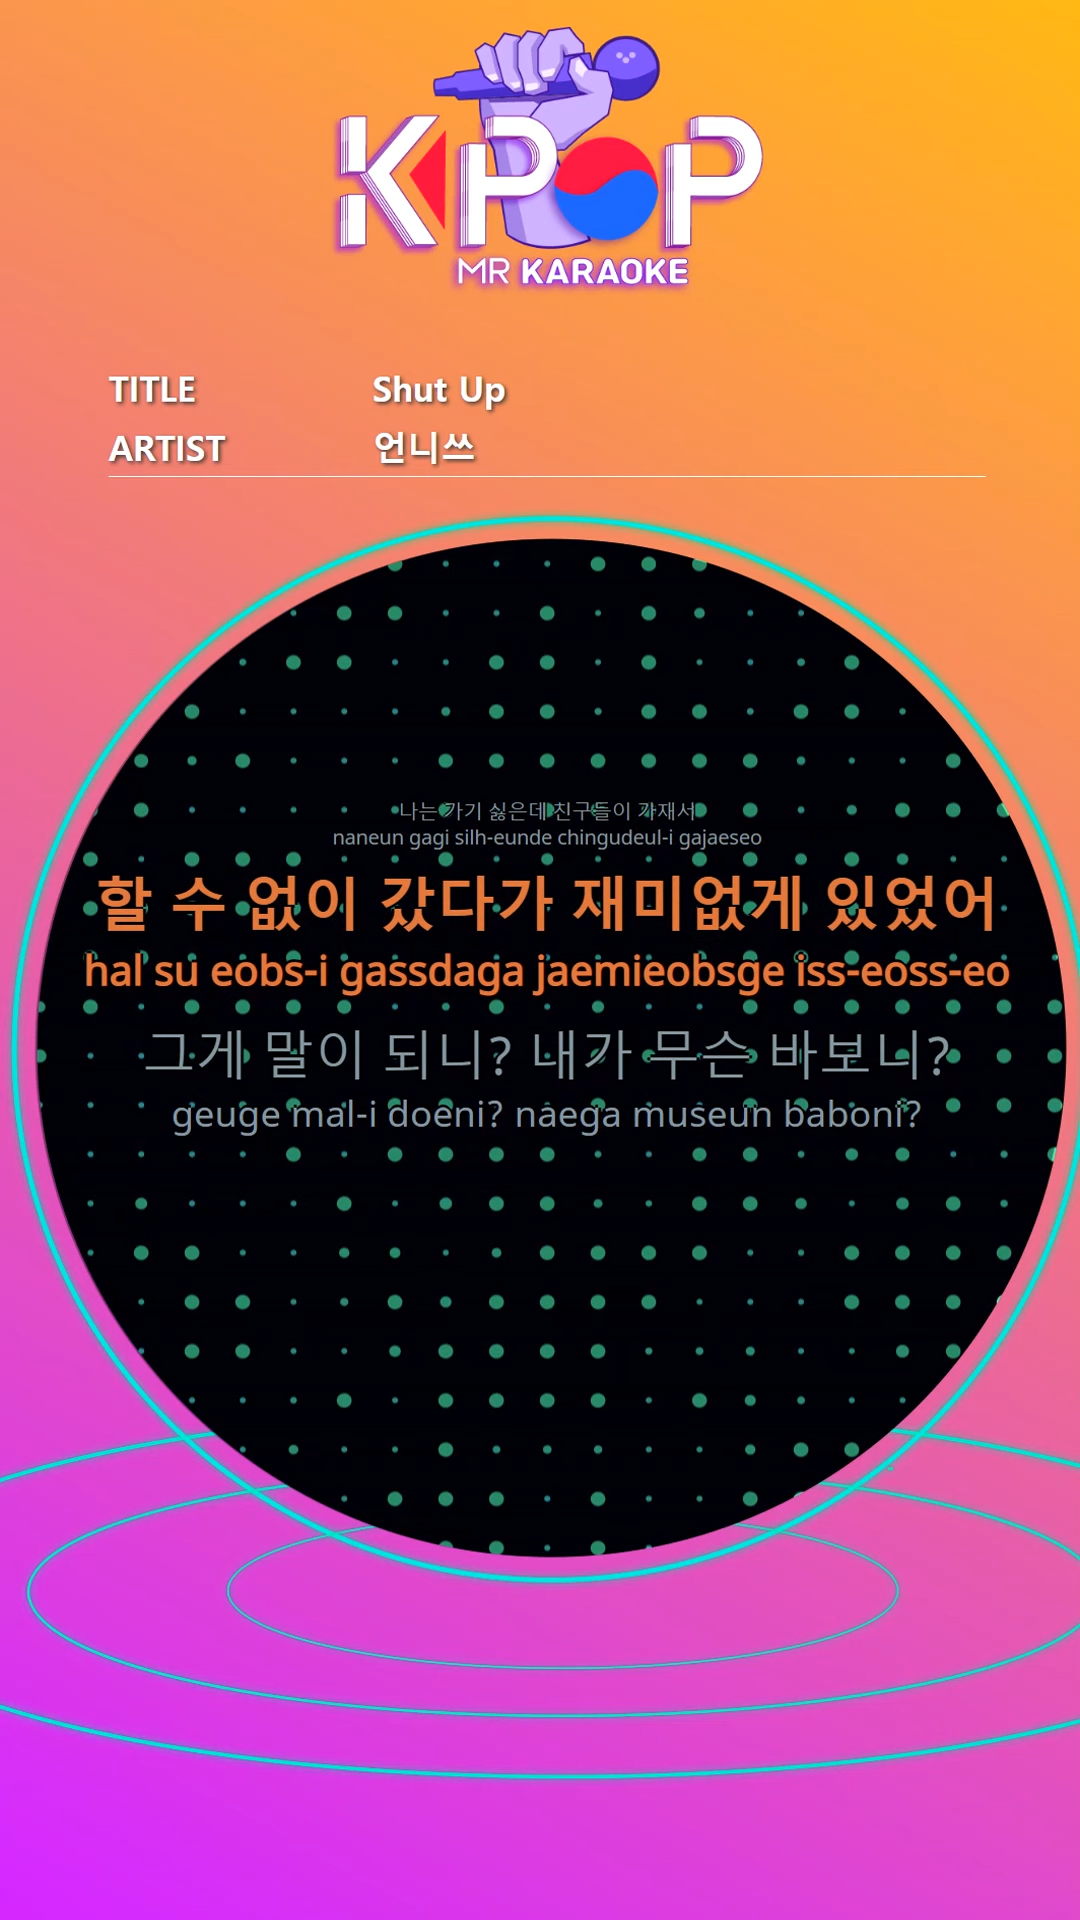 KPOP
MR KARAOKE
TITLE Shut Up
ARTIST 언니쓰
나는 가기 싫은데 친구들이 가재서
naneun gagi silh-eunde chingudeul-i gajaeseo
할 수 없이 갔다가 재미없게 있었어
hal su eobs-i gassdaga jaemieobsge iss-eoss-eo
그게 말이 되니? 내가 무슨 바보니?
geuge mal-i doeni? naega museun baboni?